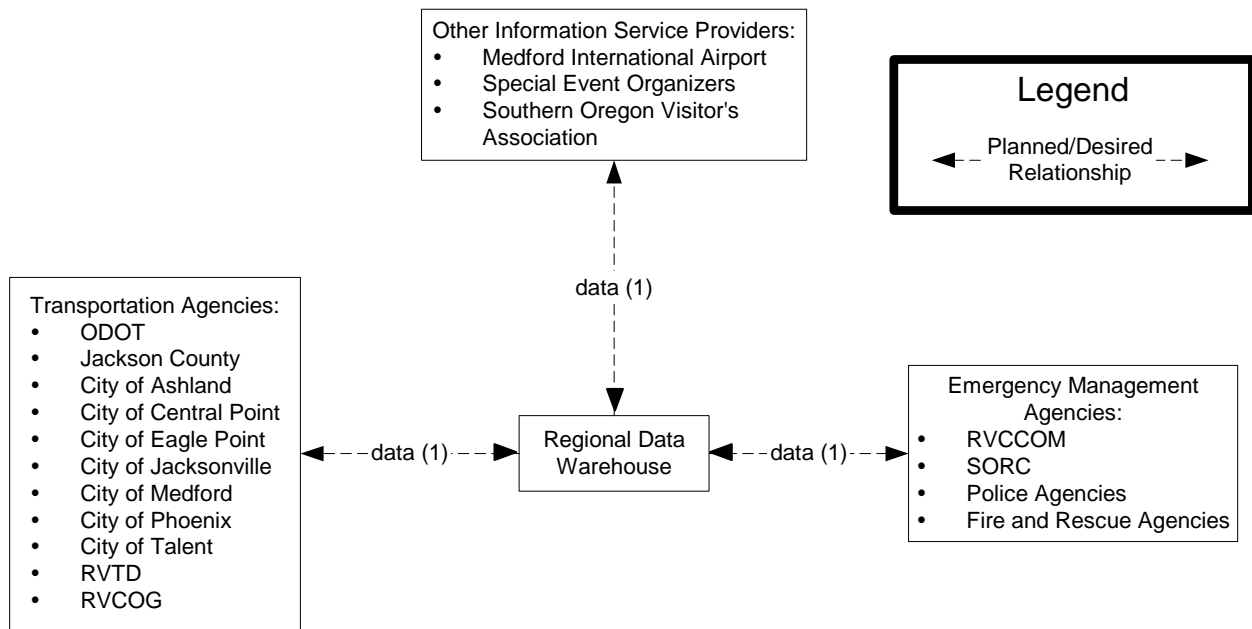 Other Information Service Providers:
• Medford International Airport
• Special Event Organizers
• Southern Oregon Visitor's
Association
Legend
Planned/Desired
Relationship
data (1)
Transportation Agencies:
• ODOT
• Jackson County
• City of Ashland
• City of Central Point
• City of Eagle Point
• City of Jacksonville
• City of Medford
• City of Phoenix
• City of Talent
• RVTD
• RVCOG
data (1)
Regional Data
Warehouse
data (1)
Emergency Management
Agencies:
• RVCCOM
• SORC
• Police Agencies
• Fire and Rescue Agencies